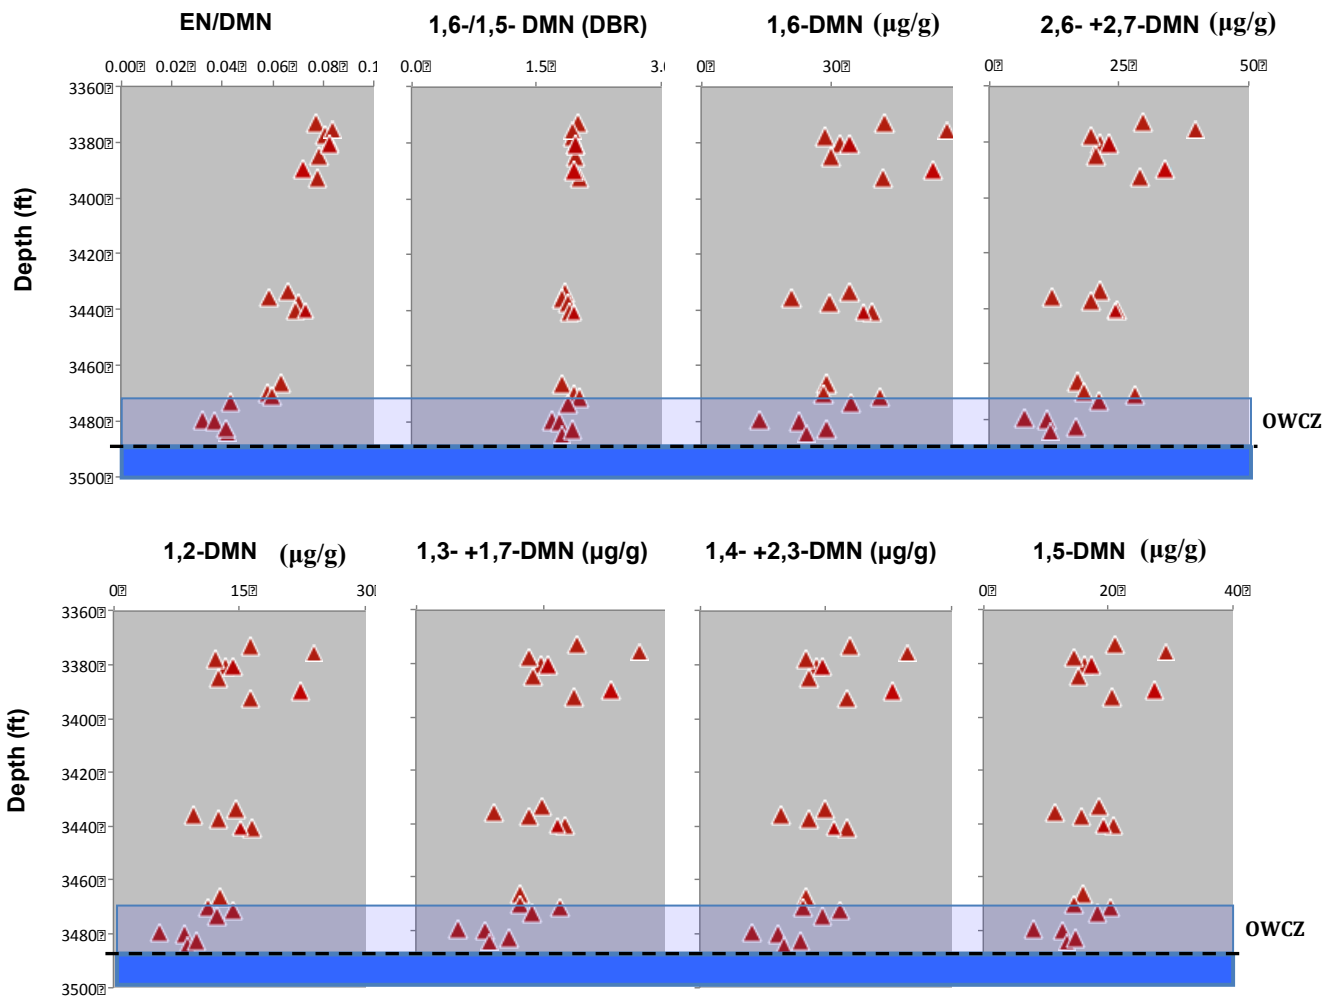 EN/DMN 1,6-/1,5- DMN (DBR) 1,6-DMN (µg/g) 2,6- +2,7-DMN (µg/g)
0.00 0.02 0.04 0.06 0.08 0.1 0.0 1.5 3.0 0 30 0 25 50
Depth (ft)
3360
3380
3400
3420
3440
3460
3480
3500
OWCZ
1,2-DMN (µg/g) 1,3- +1,7-DMN (µg/g) 1,4- +2,3-DMN (µg/g) 1,5-DMN (µg/g)
0 15 30 0 20 40
Depth (ft)
3360
3380
3400
3420
3440
3460
3480
3500
OWCZ